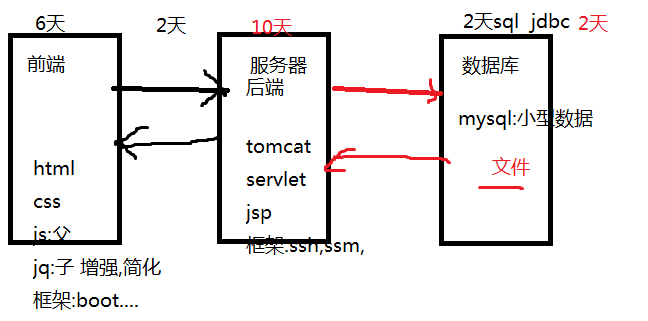 6天
2天
10天
2天sql jdbc 2天
前端
html
css
js:父
jq:子 增强,简化
框架:boot....
服务器
后端
tomcat
servlet
jsp
框架:ssh,ssm,
数据库
mysql:小型数据
文件